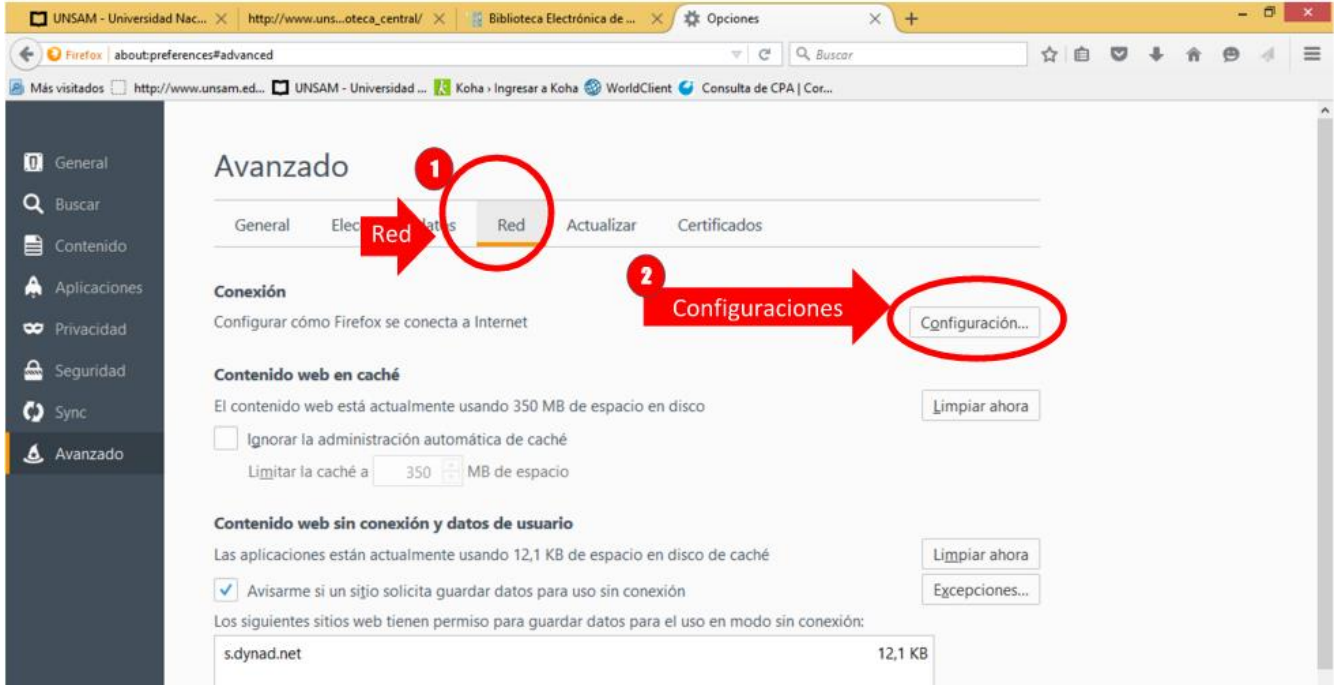 UNSAM - Universidad Nac... http://www.uns...oteca_central/ Biblioteca Electrónica de ... Opciones
Firefox about:preferences#advanced Buscar
Más visitados http://www.unsam.ed... UNSAM - Universidad ... Koha › Ingresar a Koha WorldClient Consulta de CPA | Cor...
General
Buscar
Contenido
Aplicaciones
Privacidad
Seguridad
Sync
Avanzado
Avanzado
1
General Elec Red Red Actualizar Certificados
2
Configuraciones
Conexión
Configurar cómo Firefox se conecta a Internet Configuración...
Contenido web en caché
El contenido web está actualmente usando 350 MB de espacio en disco Limpiar ahora
Ignorar la administración automática de caché
Limitar la caché a 350 MB de espacio
Contenido web sin conexión y datos de usuario
Las aplicaciones están actualmente usando 12,1 KB de espacio en disco de caché Limpiar ahora
Avisarme si un sitio solicita guardar datos para uso sin conexión Excepciones...
Los siguientes sitios web tienen permiso para guardar datos para el uso en modo sin conexión:
s.dynad.net 12,1 KB